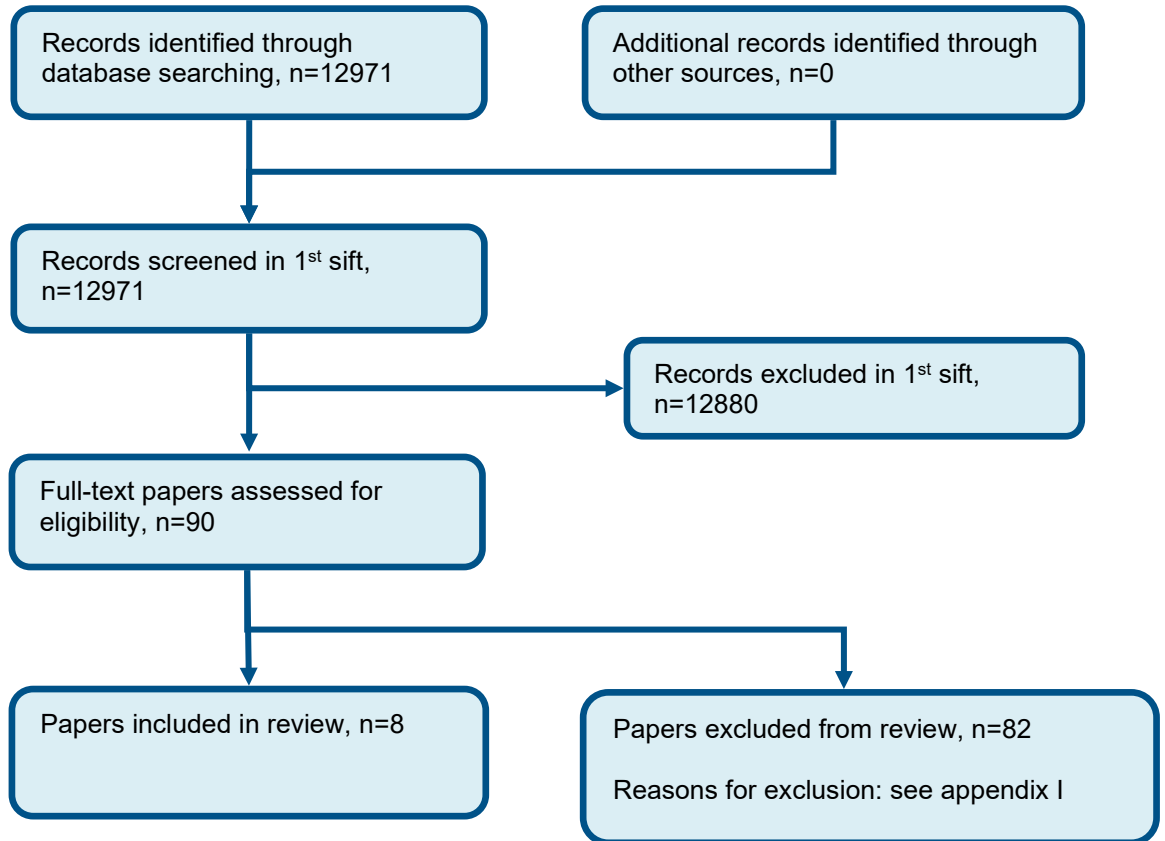 Records identified through
database searching, n=12971
Additional records identified through
other sources, n=0
Records screened in 1st sift,
n=12971
Records excluded in 1st sift,
n=12880
Full-text papers assessed for
eligibility, n=90
Papers included in review, n=8
Papers excluded from review, n=82
Reasons for exclusion: see appendix I